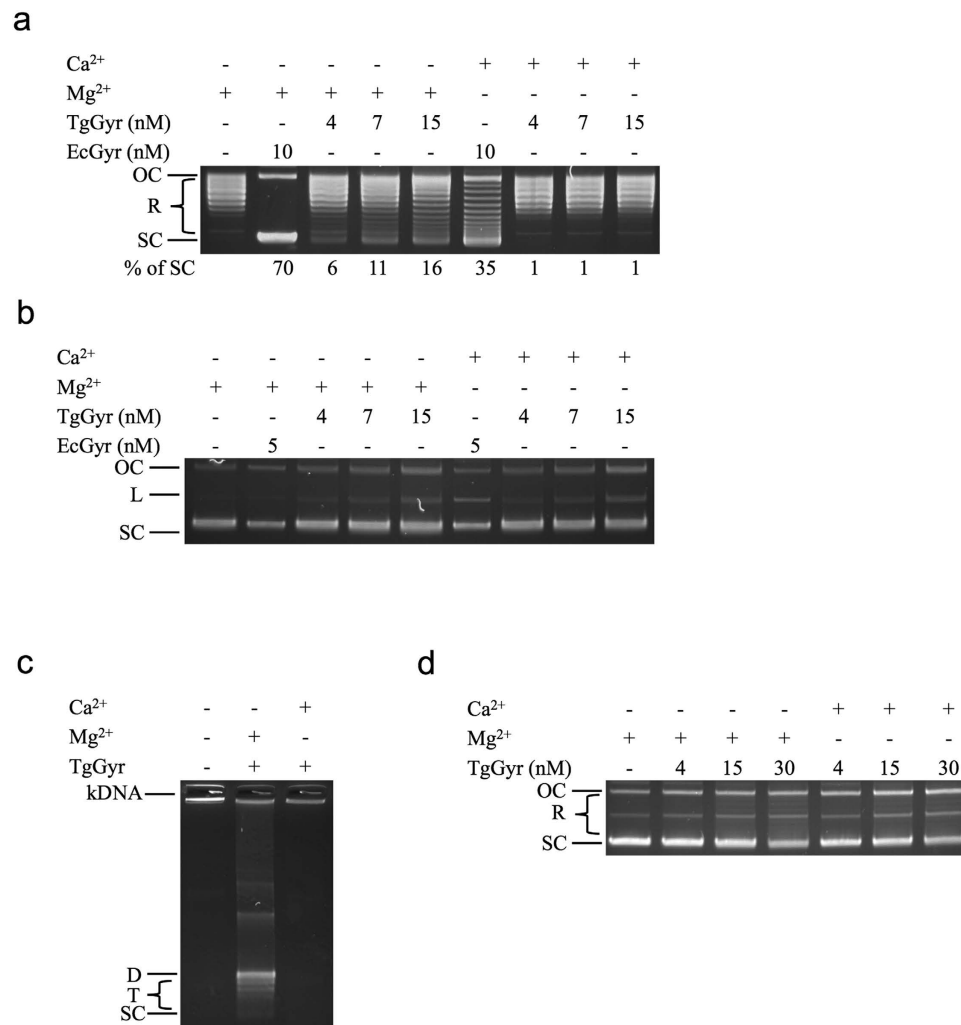 a
Ca²⁺ - - - - - + + + +
Mg²⁺ + + + + + - - - -
TgGyr (nM) - - 4 7 15 - 4 7 15
EcGyr (nM) - 10 - - - 10 - - -
OC
R
SC
% of SC 70 6 11 16 35 1 1 1
b
Ca²⁺ - - - - - + + + +
Mg²⁺ + + + + + - - - -
TgGyr (nM) - - 4 7 15 - 4 7 15
EcGyr (nM) - 5 - - - 5 - - -
OC
L
SC
c
Ca²⁺ - - +
Mg²⁺ - + -
TgGyr - + +
kDNA
D
T
SC
d
Ca²⁺ - - - - + + +
Mg²⁺ + + + + - - -
TgGyr (nM) - 4 15 30 4 15 30
OC
R
SC